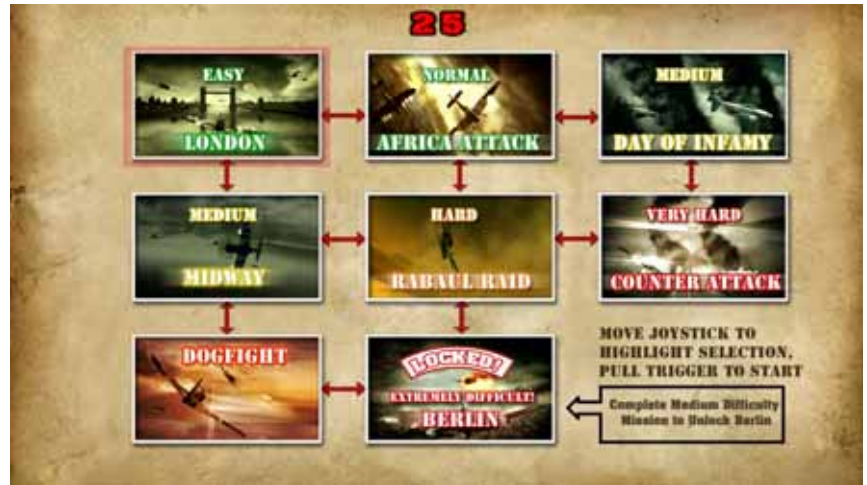 25
EASY
LONDON
NORMAL
AFRICA ATTACK
MEDIUM
DAY OF INFAMY
MEDIUM
MIDWAY
HARD
RABAUL RAID
VERY HARD
COUNTER ATTACK
DOGFIGHT
LOCKED!
EXTREMELY DIFFICULT!
BERLIN
MOVE JOYSTICK TO
HIGHLIGHT SELECTION,
PULL TRIGGER TO START
Complete Medium Difficulty
Mission to Unlock Berlin